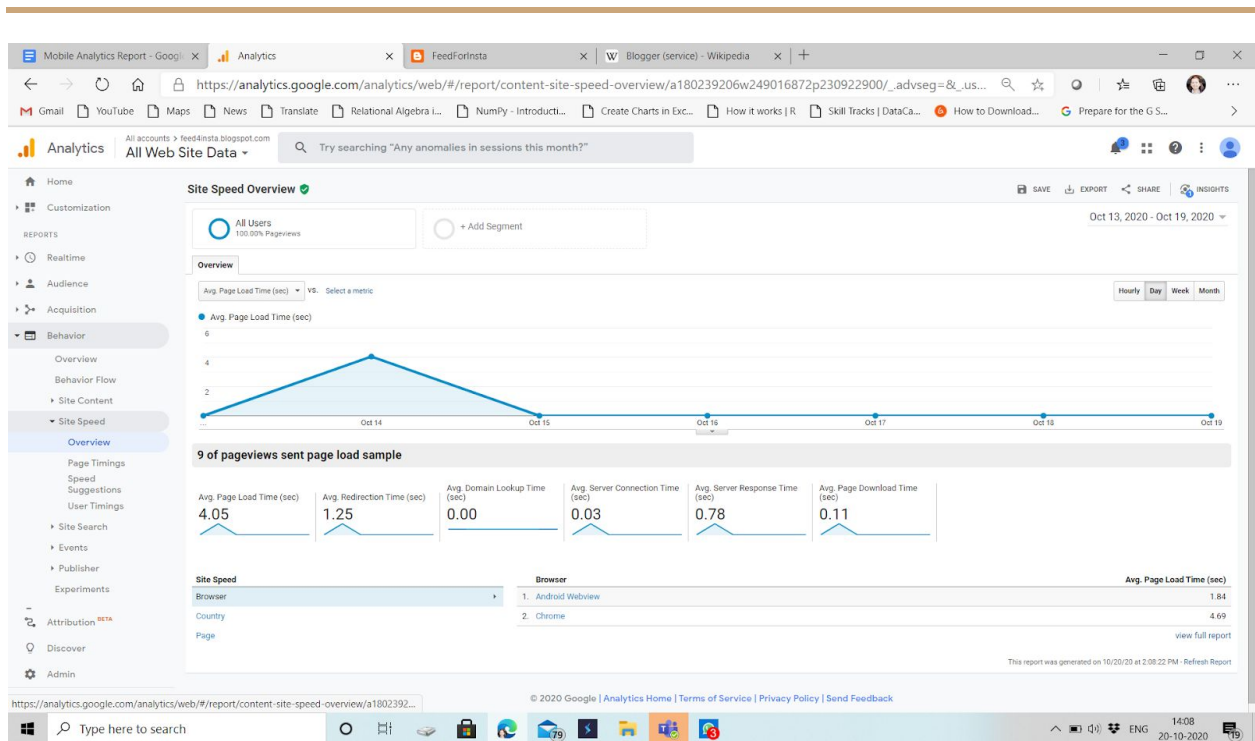 Mobile Analytics Report - Googl
Analytics
FeedForInsta
W Blogger (service) - Wikipedia
https://analytics.google.com/analytics/web/#/report/content-site-speed-overview/a180239206w249016872p230922900/_advseg=&_.us...
Gmail YouTube Maps News Translate Relational Algebra i... NumPy - Introducti... Create Charts in Exc... How it works | R Skill Tracks | DataCa... How to Download... Prepare for the G S...
Analytics
All accounts > feed4insta.blogspot.com
All Web Site Data
Try searching "Any anomalies in sessions this month?"
3
Home
Customization
REPORTS
Realtime
Audience
Acquisition
Behavior
Overview
Behavior Flow
Site Content
Site Speed
Overview
Page Timings
Speed
Suggestions
User Timings
Site Search
Events
Publisher
Experiments
Attribution BETA
Discover
Admin
Site Speed Overview
SAVE EXPORT SHARE INSIGHTS
All Users
100.00% Pageviews
+ Add Segment
Oct 13, 2020 - Oct 19, 2020
Overview
Avg. Page Load Time (sec) VS. Select a metric
Hourly Day Week Month
Avg. Page Load Time (sec)
6
4
2
... Oct 14 Oct 15 Oct 16 Oct 17 Oct 18 Oct 19
9 of pageviews sent page load sample
Avg. Page Load Time (sec)
4.05
Avg. Redirection Time (sec)
1.25
Avg. Domain Lookup Time
(sec)
0.00
Avg. Server Connection Time
(sec)
0.03
Avg. Server Response Time
(sec)
0.78
Avg. Page Download Time
(sec)
0.11
Site Speed
Browser
Country
Page
Browser Avg. Page Load Time (sec)
1. Android Webview 1.84
2. Chrome 4.69
view full report
This report was generated on 10/20/20 at 2:08:22 PM - Refresh Report
© 2020 Google | Analytics Home | Terms of Service | Privacy Policy | Send Feedback
https://analytics.google.com/analytics/web/#/report/content-site-speed-overview/a1802392...
Type here to search
79
ENG
14:08
20-10-2020
19